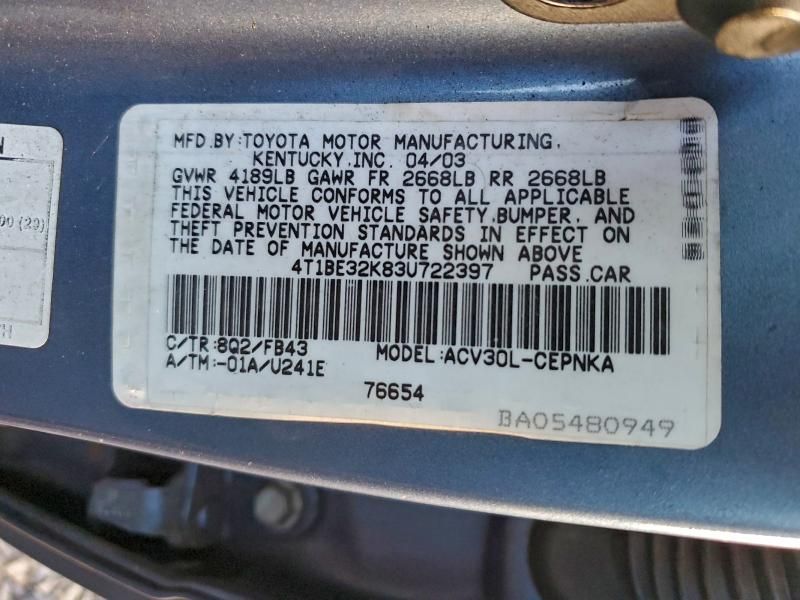 MFD.BY:TOYOTA MOTOR MANUFACTURING,
KENTUCKY,INC. 04/03
GVWR 4189LB GAWR FR 2668LB RR 2668LB
THIS VEHICLE CONFORMS TO ALL APPLICABLE
FEDERAL MOTOR VEHICLE SAFETY,BUMPER, AND
THEFT PREVENTION STANDARDS IN EFFECT ON
THE DATE OF MANUFACTURE SHOWN ABOVE
4T1BE32K83U722397 PASS.CAR
C/TR:8Q2/FB43 MODEL:ACV30L-CEPNKA
A/TM:-01A/U241E
76654
BA05480949
N
00 (29)
H